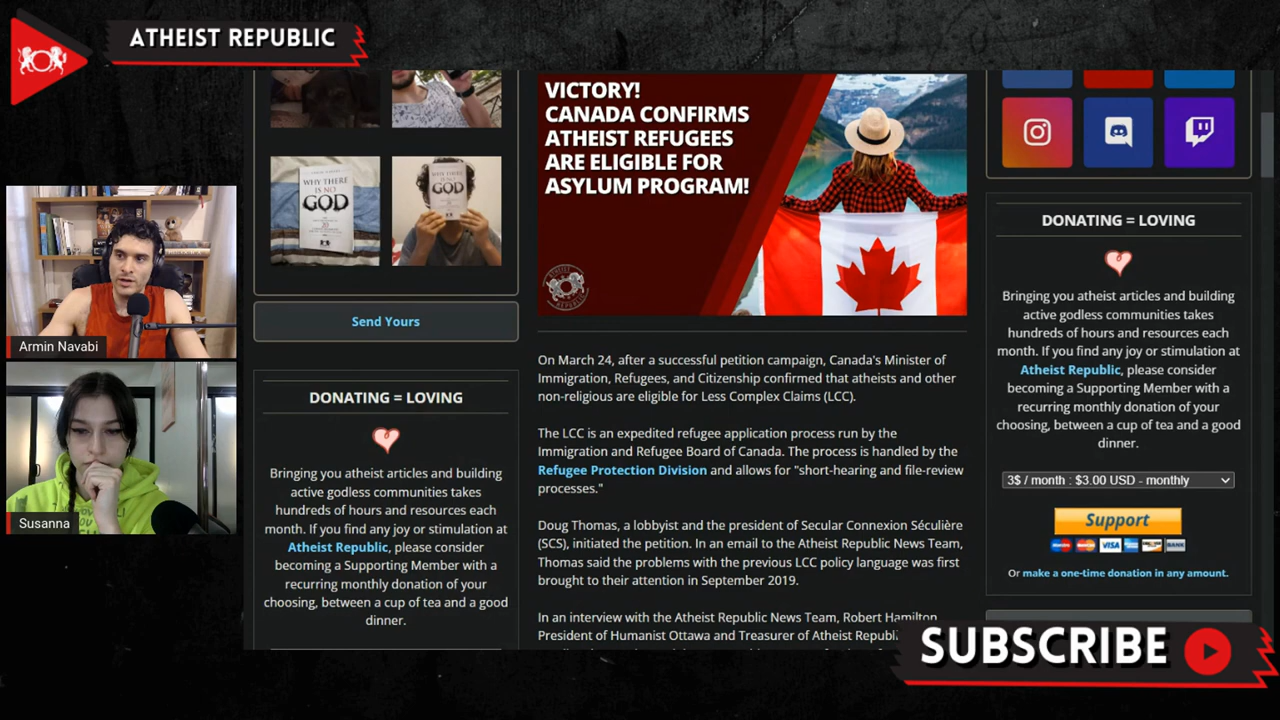 ATHEIST REPUBLIC
VICTORY!
CANADA CONFIRMS
ATHEIST REFUGEES
ARE ELIGIBLE FOR
ASYLUM PROGRAM!
WHY THERE
IS NO
GOD
WHY THERE
IS NO
GOD
Send Yours
DONATING = LOVING
Bringing you atheist articles and building
active godless communities takes
hundreds of hours and resources each
month. If you find any joy or stimulation at
Atheist Republic, please consider
becoming a Supporting Member with a
recurring monthly donation of your
choosing, between a cup of tea and a good
dinner.
ATHEIST
On March 24, after a successful petition campaign, Canada's Minister of
Immigration, Refugees, and Citizenship confirmed that atheists and other
non-religious are eligible for Less Complex Claims (LCC).
The LCC is an expedited refugee application process run by the
Immigration and Refugee Board of Canada. The process is handled by the
Refugee Protection Division and allows for "short-hearing and file-review
processes."
Doug Thomas, a lobbyist and the president of Secular Connexion Séculière
(SCS), initiated the petition. In an email to the Atheist Republic News Team,
Thomas said the problems with the previous LCC policy language was first
brought to their attention in September 2019.
In an interview with the Atheist Republic News Team, Robert Hamilton,
President of Humanist Ottawa and Treasurer of Atheist Republ
DONATING = LOVING
Bringing you atheist articles and building
active godless communities takes
hundreds of hours and resources each
month. If you find any joy or stimulation at
Atheist Republic, please consider
becoming a Supporting Member with a
recurring monthly donation of your
choosing, between a cup of tea and a good
dinner.
3$ / month : $3.00 USD - monthly
Support
VISA
BANK
Or make a one-time donation in any amount.
Armin Navabi
Susanna
SUBSCRIBE